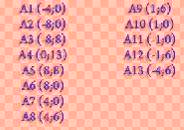 A1 (-4;0)
A2 (-8;0)
A3 (-8;8)
A4 (0;13)
A5 (8;8)
A6 (8;0)
A7 (4;0)
A8 (4;6)
A9 (1;6)
A10 (1;0)
A11 (-1;0)
A12 (-1;6)
A13 (-4;6)